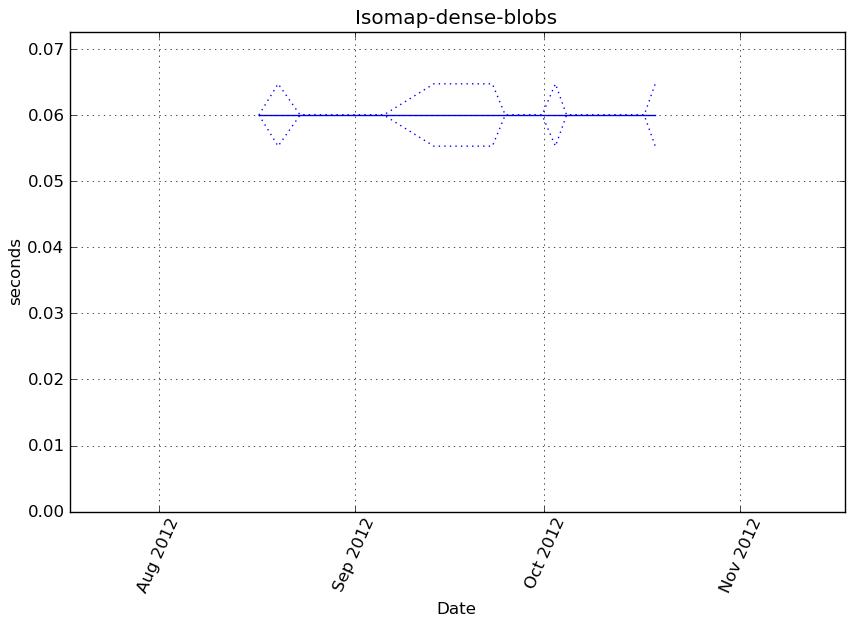 Isomap-dense-blobs
0.07
0.06
0.05
0.04
0.03
0.02
0.01
0.00
seconds
Aug 2012
Sep 2012
Oct 2012
Nov 2012
Date